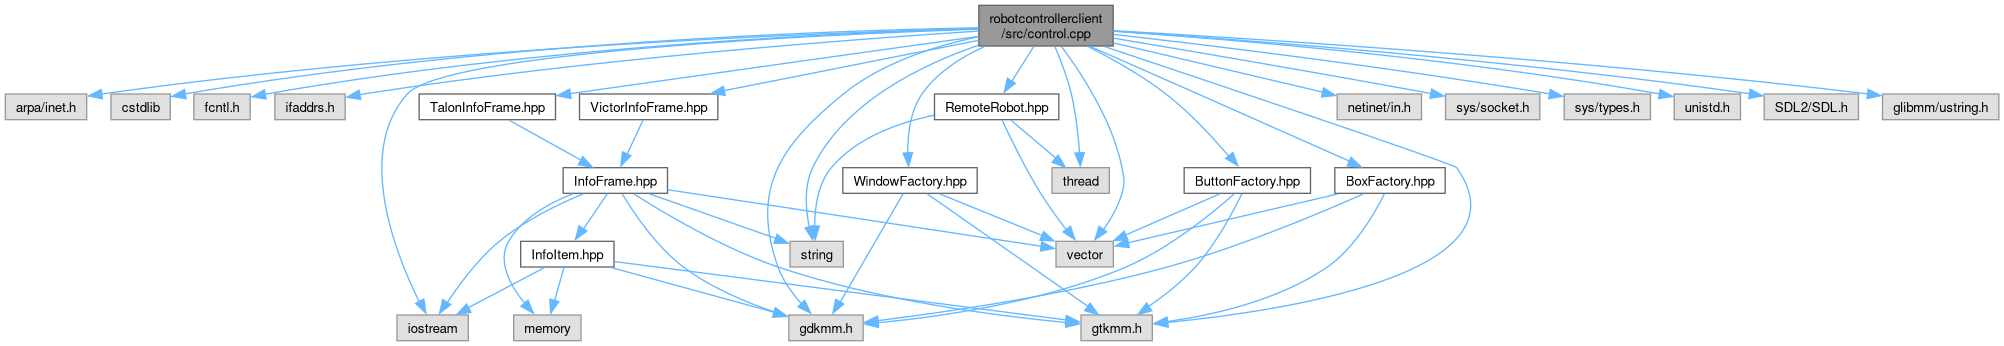 robotcontrollerclient
/src/control.cpp
arpa/inet.h
cstdlib
fcntl.h
ifaddrs.h
TalonInfoFrame.hpp
VictorInfoFrame.hpp
RemoteRobot.hpp
netinet/in.h
sys/socket.h
sys/types.h
unistd.h
SDL2/SDL.h
glibmm/ustring.h
InfoFrame.hpp
WindowFactory.hpp
thread
ButtonFactory.hpp
BoxFactory.hpp
InfoItem.hpp
string
vector
iostream
memory
gdkmm.h
gtkmm.h